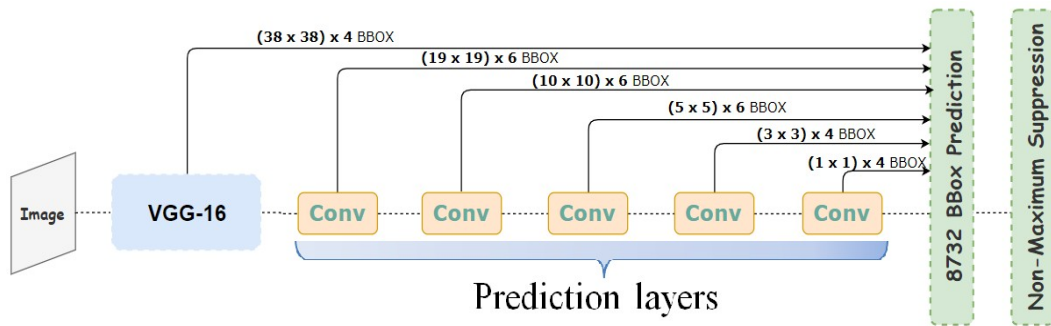 (38 x 38) x 4 BBOX
(19 x 19) x 6 BBOX
(10 x 10) x 6 BBOX
(5 x 5) x 6 BBOX
(3 x 3) x 4 BBOX
(1 x 1) x 4 BBOX
Image
VGG-16
Conv
Conv
Conv
Conv
Conv
8732 BBox Prediction
Non-Maximum Suppression
Prediction layers